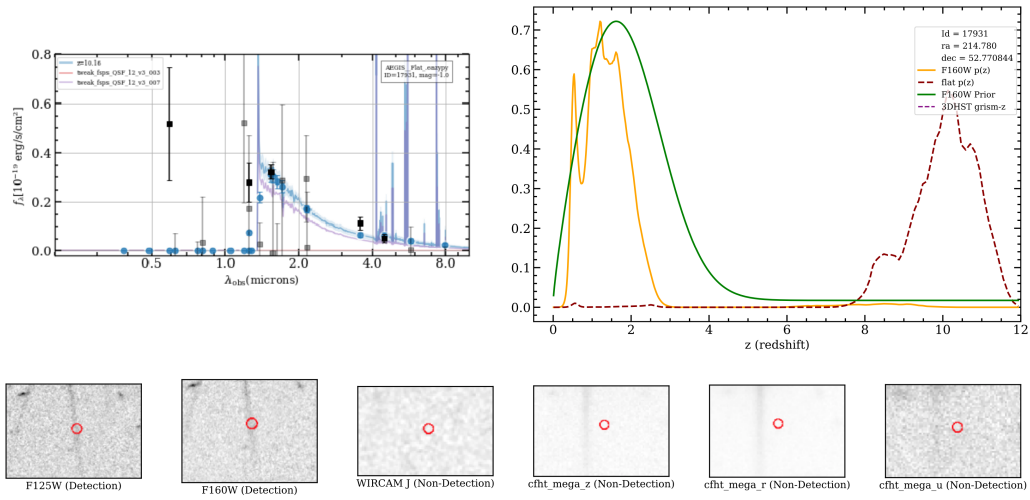 0.8
0.6
0.4
0.2
0.0
0.5
1.0
2.0
4.0
8.0
fλ[10⁻¹⁹ erg/s/cm²]
λobs(microns)
z=10.16
tweak_fsps_QSF_12_v3_003
tweak_fsps_QSF_12_v3_007
AEGIS_Flat_eazypy
ID=17931, mag=-1.0
0.7
0.6
0.5
0.4
0.3
0.2
0.1
0.0
0
2
4
6
8
10
12
z (redshift)
Id = 17931
ra = 214.780
dec = 52.770844
F160W p(z)
flat p(z)
F160W Prior
3DHST grism-z
F125W (Detection)
F160W (Detection)
WIRCAM J (Non-Detection)
cfht_mega_z (Non-Detection)
cfht_mega_r (Non-Detection)
cfht_mega_u (Non-Detection)